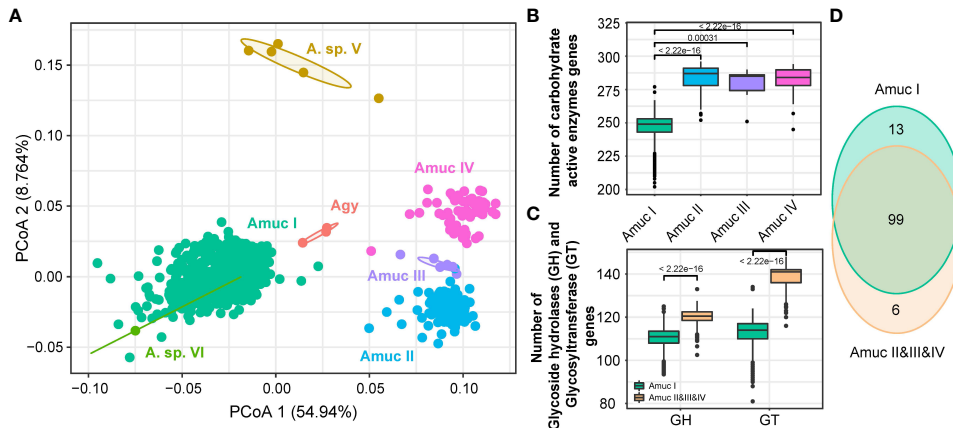 A
PCoA 2 (8.764%)
0.15
0.10
0.05
0.00
−0.05
−0.10
−0.05
0.00
0.05
0.10
PCoA 1 (54.94%)
A. sp. V
Amuc IV
Agy
Amuc I
Amuc III
A. sp. VI
Amuc II
B
Number of carbohydrate
active enzymes genes
325
300
275
250
225
200
< 2.22e−16
0.00031
< 2.22e−16
Amuc I
Amuc II
Amuc III
Amuc IV
C
Number of
Glycoside hydrolases (GH) and
Glycosyltransferase (GT)
genes
140
120
100
80
< 2.22e−16
< 2.22e−16
Amuc I
Amuc II&III&IV
GH
GT
D
Amuc I
13
99
6
Amuc II&III&IV